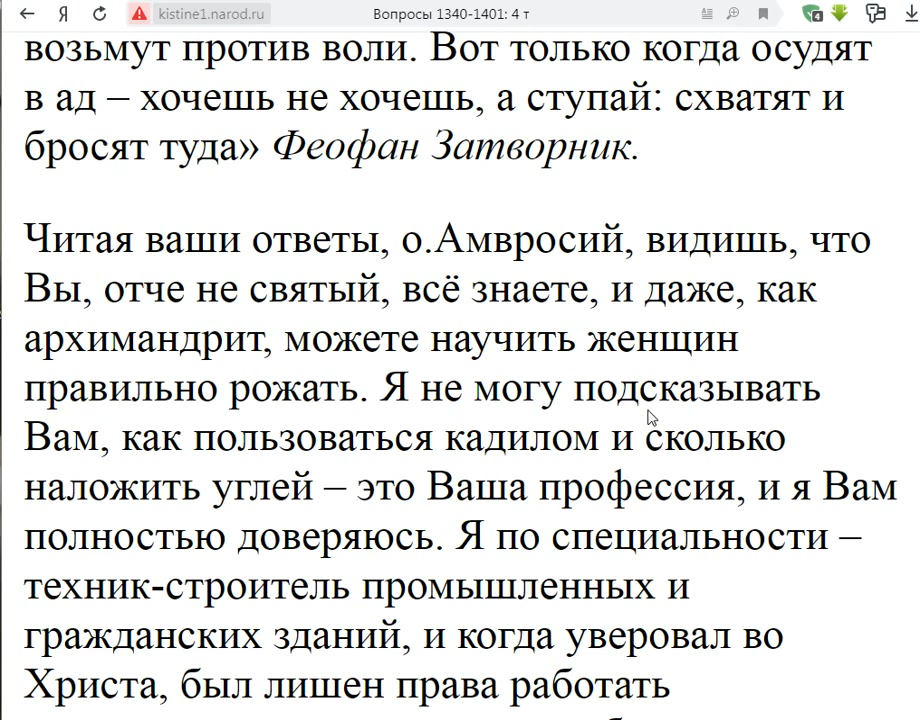 kistine1.narod.ru
Вопросы 1340-1401: 4 т
4
возьмут против воли. Вот только когда осудят
в ад – хочешь не хочешь, а ступай: схватят и
бросят туда» Феофан Затворник.
Читая ваши ответы, о.Амвросий, видишь, что
Вы, отче не святый, всё знаете, и даже, как
архимандрит, можете научить женщин
правильно рожать. Я не могу подсказывать
Вам, как пользоваться кадилом и сколько
наложить углей – это Ваша профессия, и я Вам
полностью доверяюсь. Я по специальности –
техник-строитель промышленных и
гражданских зданий, и когда уверовал во
Христа, был лишен права работать